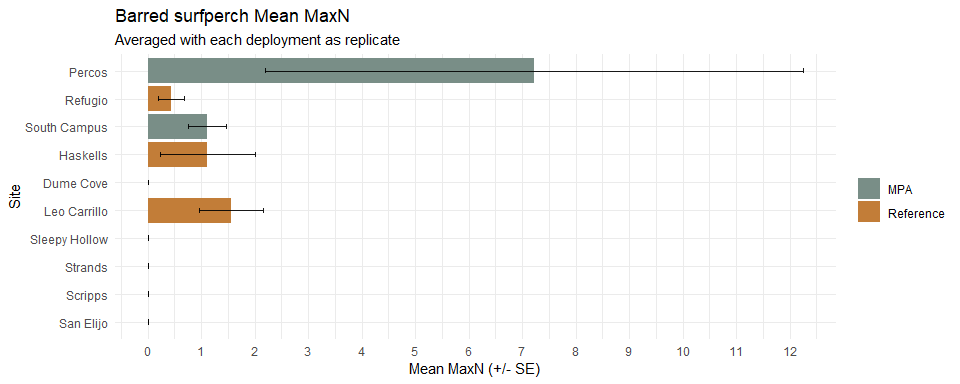 Barred surfperch Mean MaxN
Averaged with each deployment as replicate
Site
Percos
Refugio
South Campus
Haskells
Dume Cove
Leo Carrillo
Sleepy Hollow
Strands
Scripps
San Elijo
0 1 2 3 4 5 6 7 8 9 10 11 12
Mean MaxN (+/- SE)
MPA
Reference